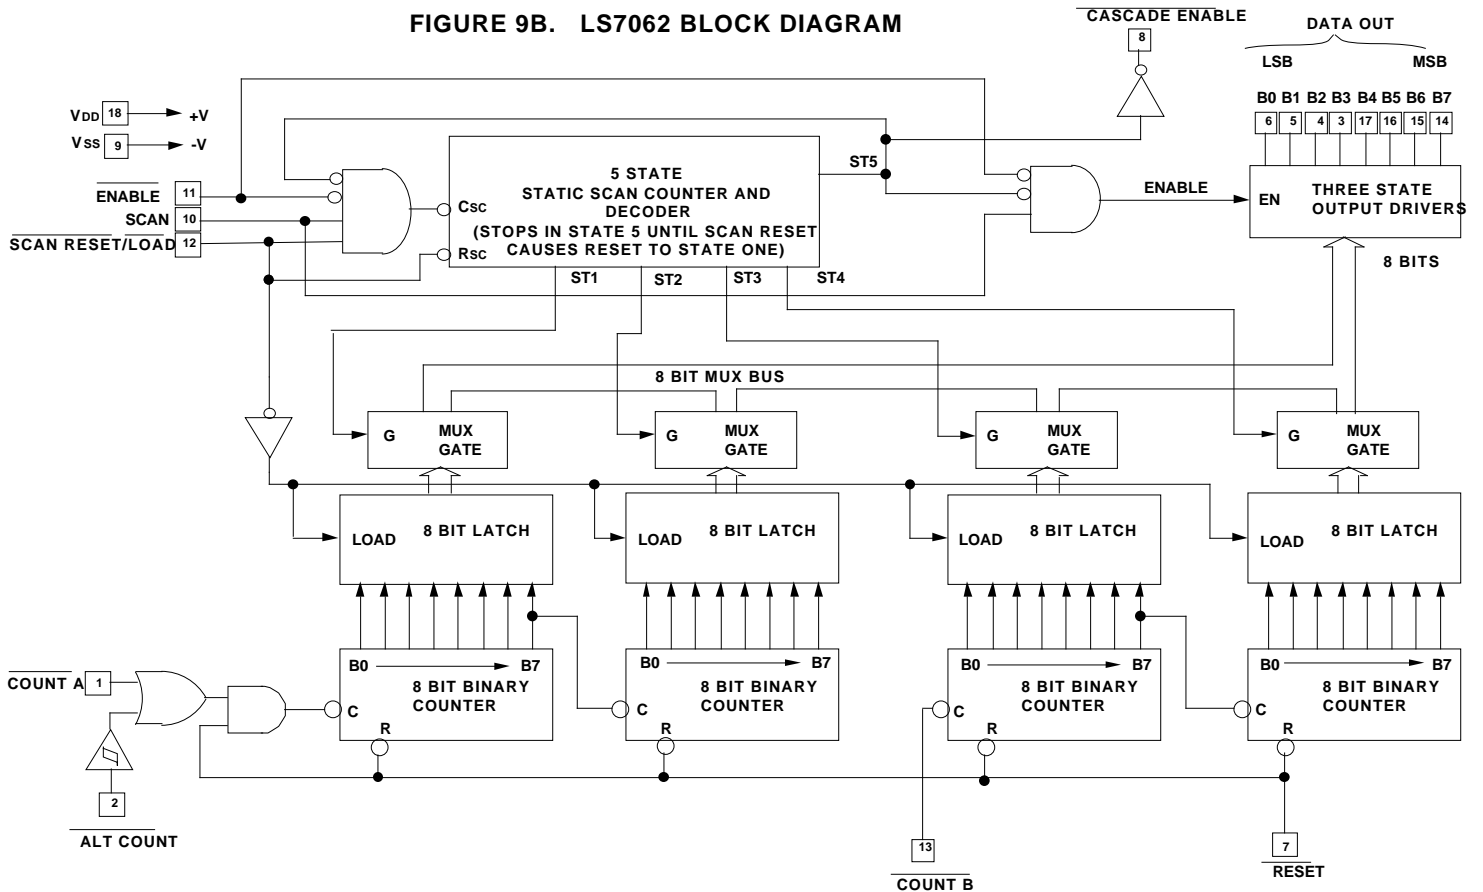 FIGURE 9B. LS7062 BLOCK DIAGRAM
CASCADE ENABLE
8
DATA OUT
LSB MSB
B0 B1 B2 B3 B4 B5 B6 B7
6 5 4 3 17 16 15 14
VDD 18 +V
VSS 9 -V
ENABLE 11
SCAN 10
SCAN RESET/LOAD 12
CSC
RSC
5 STATE
STATIC SCAN COUNTER AND
DECODER
(STOPS IN STATE 5 UNTIL SCAN RESET
CAUSES RESET TO STATE ONE)
ST5
ST1 ST2 ST3 ST4
ENABLE
EN
THREE STATE
OUTPUT DRIVERS
8 BITS
8 BIT MUX BUS
G MUX
GATE
G MUX
GATE
G MUX
GATE
G MUX
GATE
LOAD 8 BIT LATCH
LOAD 8 BIT LATCH
LOAD 8 BIT LATCH
LOAD 8 BIT LATCH
COUNT A 1
2
ALT COUNT
B0 B7
8 BIT BINARY
COUNTER
C
R
B0 B7
8 BIT BINARY
COUNTER
C
R
B0 B7
8 BIT BINARY
COUNTER
C
R
B0 B7
8 BIT BINARY
COUNTER
C
R
13
COUNT B
7
RESET